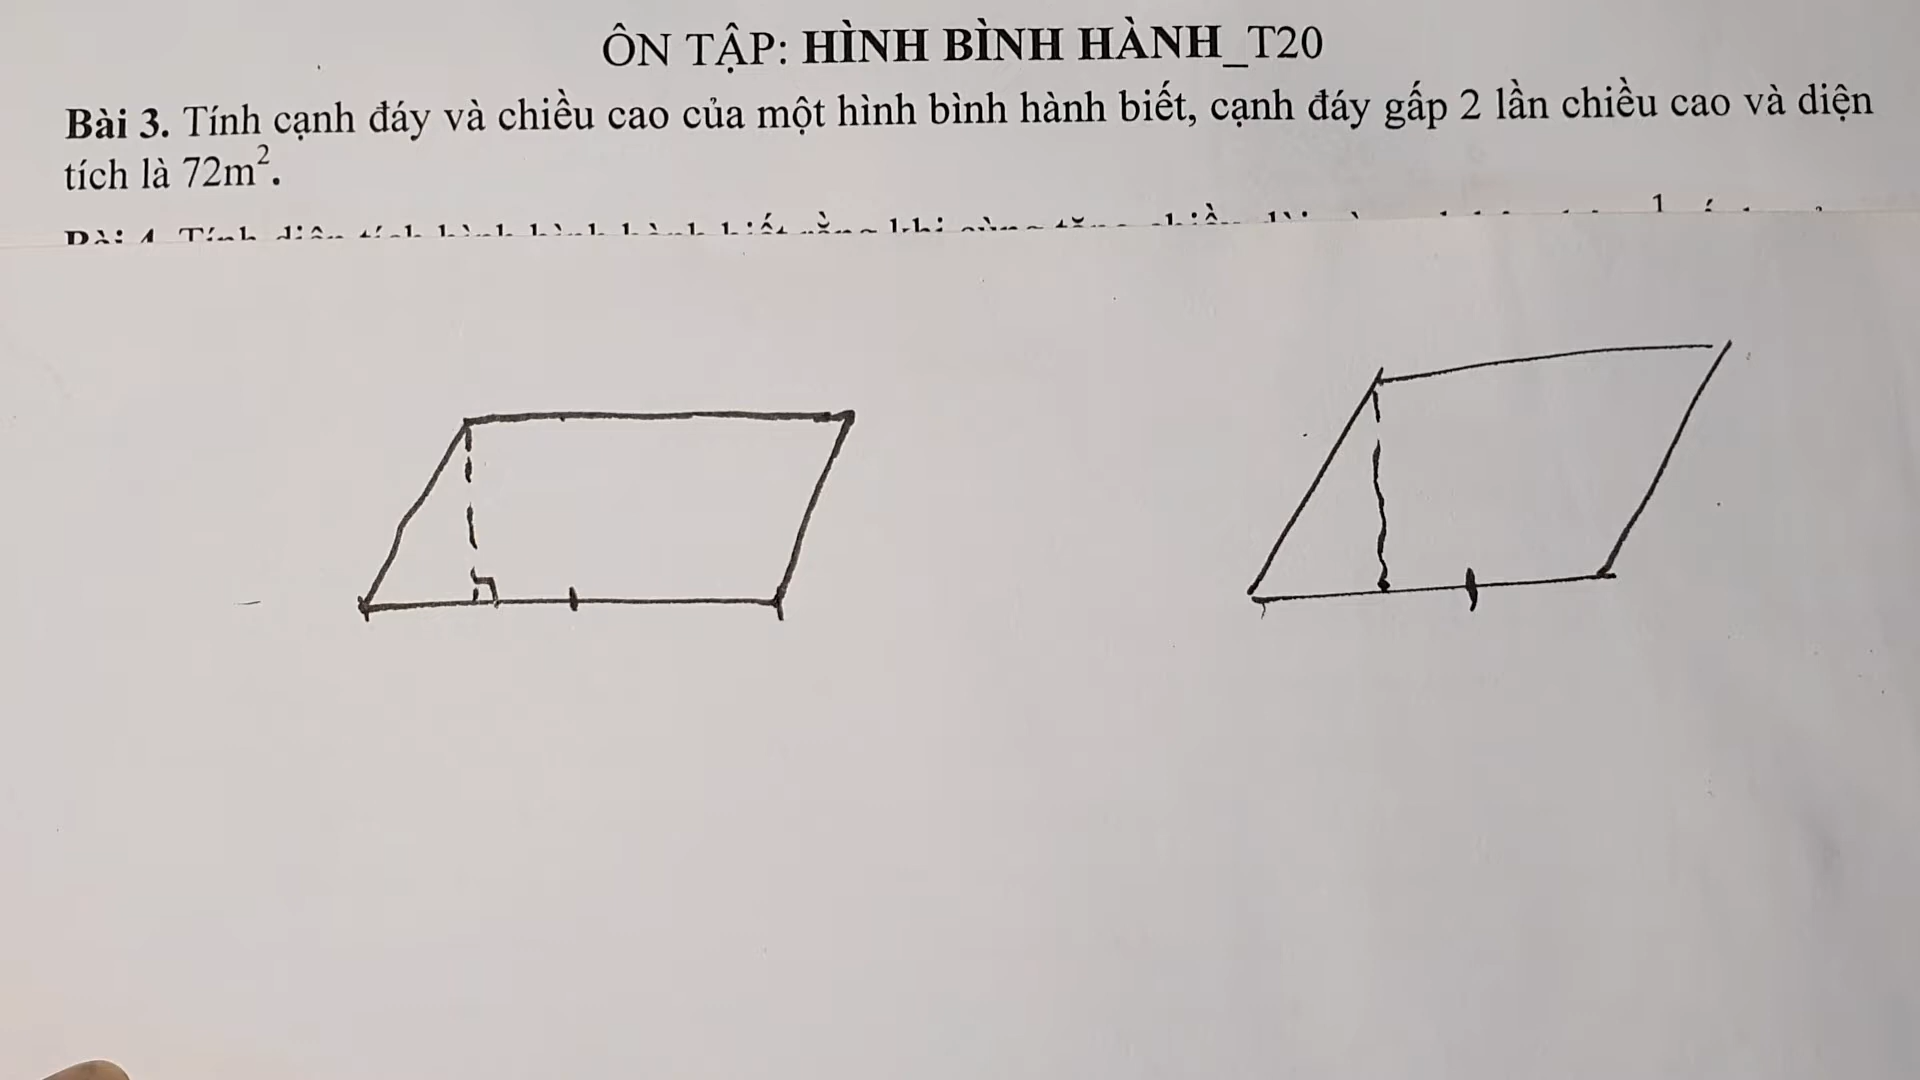 ÔN TẬP: HÌNH BÌNH HÀNH_T20
Bài 3. Tính cạnh đáy và chiều cao của một hình bình hành biết, cạnh đáy gấp 2 lần chiều cao và diện
tích là 72m².